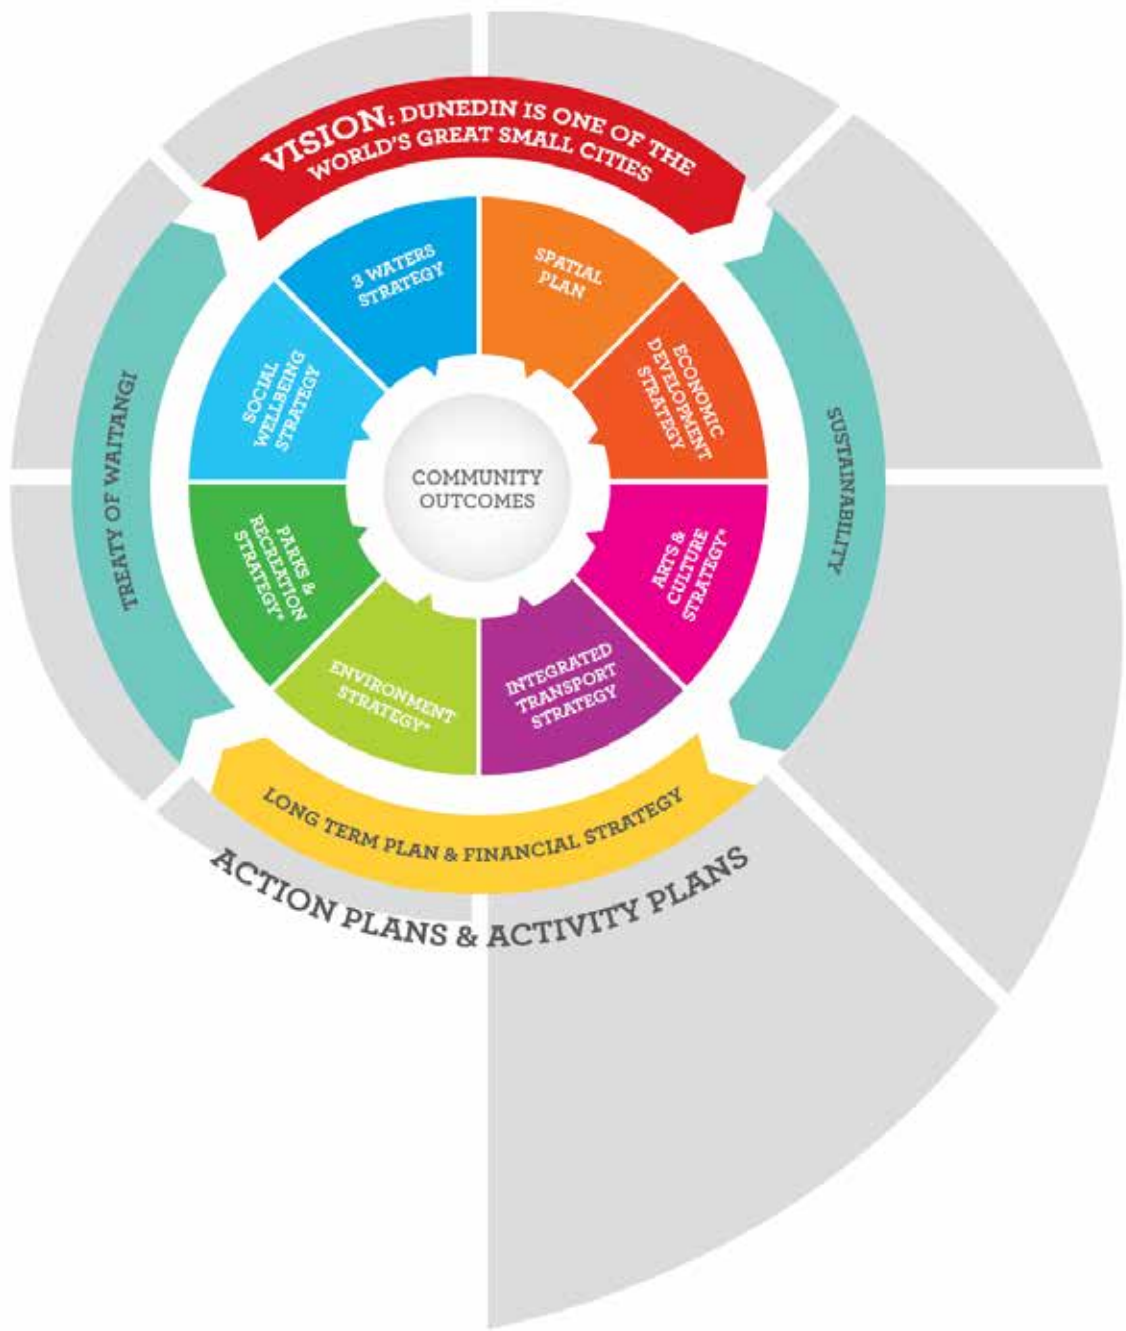 VISION: DUNEDIN IS ONE OF THE
WORLD'S GREAT SMALL CITIES
3 WATERS
STRATEGY
SPATIAL
PLAN
SOCIAL
WELLBEING
STRATEGY
ECONOMIC
DEVELOPMENT
STRATEGY
TREATY OF WAITANGI
COMMUNITY
OUTCOMES
SUSTAINABILITY
PARKS &
RECREATION
STRATEGY*
ARTS &
CULTURE
STRATEGY*
ENVIRONMENT
STRATEGY*
INTEGRATED
TRANSPORT
STRATEGY
LONG TERM PLAN & FINANCIAL STRATEGY
ACTION PLANS & ACTIVITY PLANS